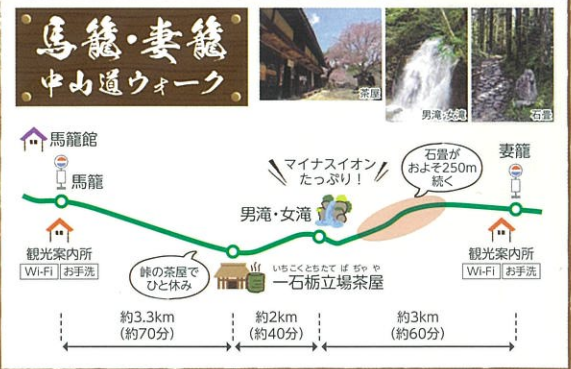 馬籠・妻籠
中山道ウォーク
茶屋
男滝・女滝
石畳
馬籠館
馬籠
マイナスイオン
たっぷり！
石畳が
およそ250m
続く
妻籠
男滝・女滝
観光案内所
Wi-Fi お手洗
峠の茶屋で
ひと休み
いちこくとちたてばぢゃや
一石栃立場茶屋
観光案内所
Wi-Fi お手洗
約3.3km
(約70分)
約2km
(約40分)
約3km
(約60分)